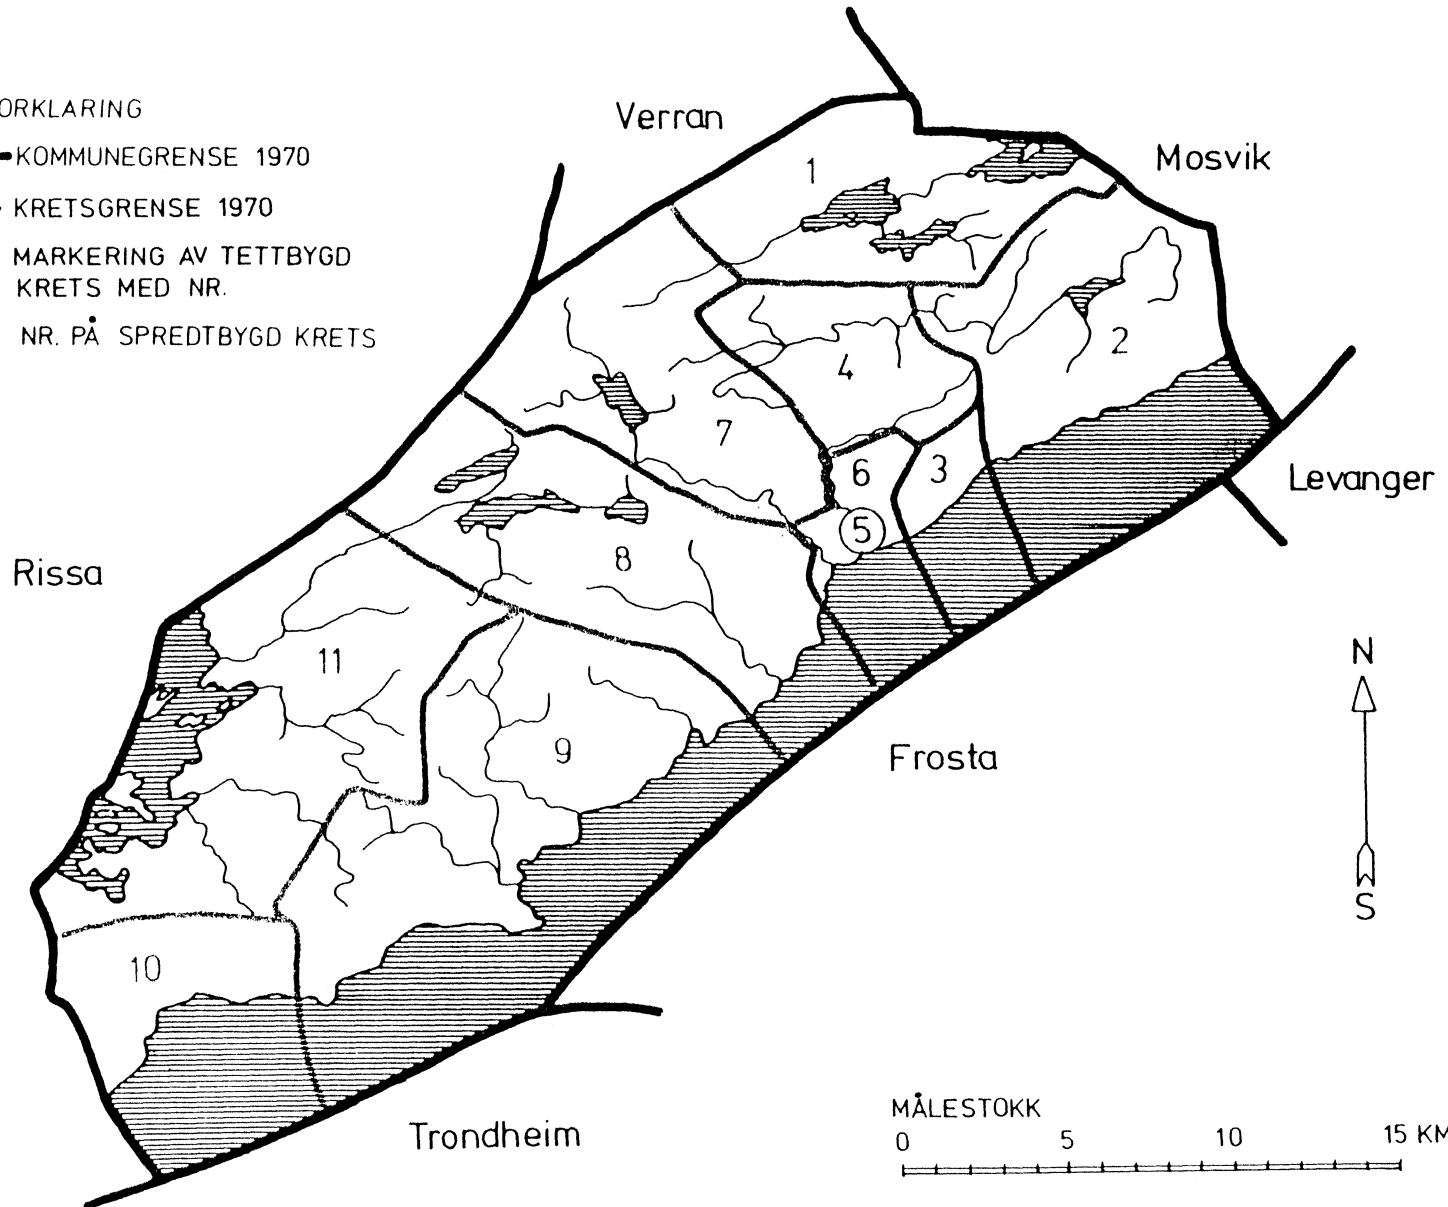 ORKLARING
KOMMUNEGRENSE 1970
KRETSGRENSE 1970
MARKERING AV TETTBYGD
KRETS MED NR.
NR. PÅ SPREDTBYGD KRETS
Verran
Mosvik
1
2
4
7
6
3
5
Levanger
8
Rissa
11
9
Frosta
N
S
10
Trondheim
MÅLESTOKK
0 5 10 15 KM